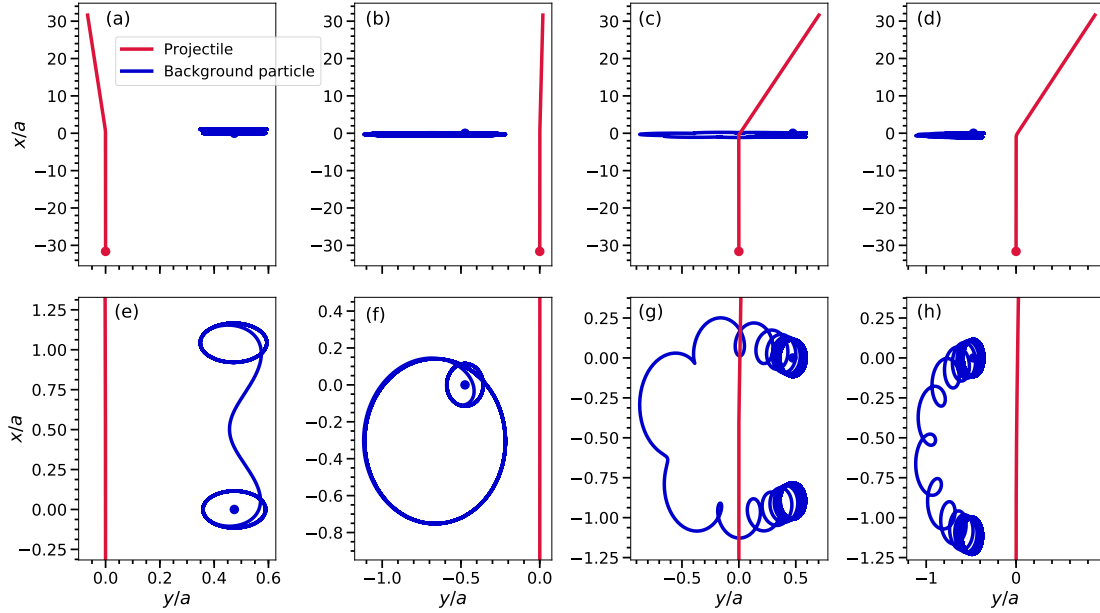 (a) (b) (c) (d)
Projectile
Background particle
x/a
30 20 10 0 −10 −20 −30
30 20 10 0 −10 −20 −30
30 20 10 0 −10 −20 −30
30 20 10 0 −10 −20 −30
(e) (f) (g) (h)
x/a
1.25 1.00 0.75 0.50 0.25 0.00 −0.25
0.4 0.2 0.0 −0.2 −0.4 −0.6 −0.8
0.25 0.00 −0.25 −0.50 −0.75 −1.00 −1.25
0.25 0.00 −0.25 −0.50 −0.75 −1.00 −1.25
0.0 0.2 0.4 0.6 −1.0 −0.5 0.0 −0.5 0.0 0.5 −1 0
y/a y/a y/a y/a